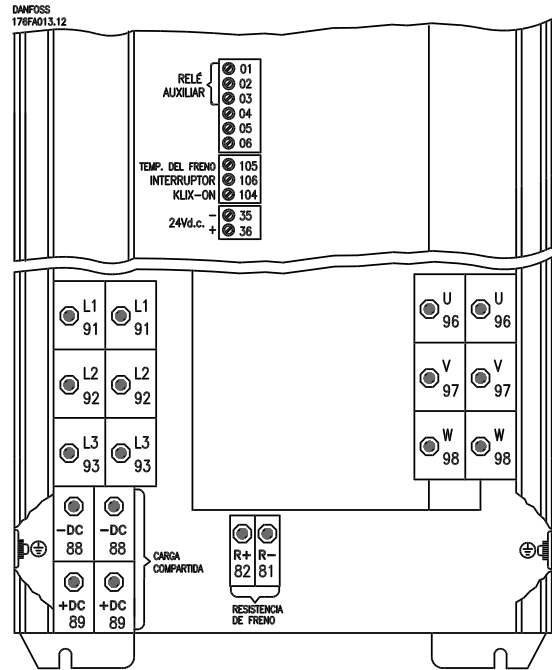 DANFOSS
176FA013.12
RELÉ
AUXILIAR
01
02
03
04
05
06
TEMP. DEL FRENO 105
INTERRUPTOR 106
KLIX-ON 104
24Vd.c.
- 35
+ 36
L1 L1
91 91
L2 L2
92 92
L3 L3
93 93
U U
96 96
V V
97 97
W W
98 98
-DC -DC
88 88
+DC +DC
89 89
CARGA
COMPARTIDA
R+ R-
82 81
RESISTENCIA
DE FRENO